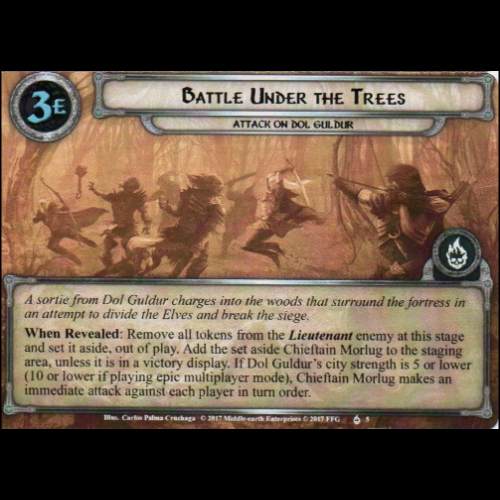 3E
BATTLE UNDER THE TREES
ATTACK ON DOL GULDUR
A sortie from Dol Guldur charges into the woods that surround the fortress in
an attempt to divide the Elves and break the siege.
When Revealed: Remove all tokens from the Lieutenant enemy at this stage
and set it aside, out of play. Add the set aside Chieftain Morlug to the staging
area, unless it is in a victory display. If Dol Guldur's city strength is 5 or lower
(10 or lower if playing epic multiplayer mode), Chieftain Morlug makes an
immediate attack against each player in turn order.
Illus. Carlos Palma Cruchaga © 2017 Middle-earth Enterprises © 2017 FFG 5